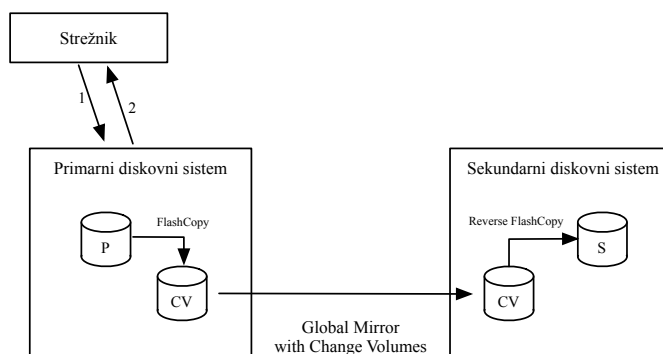 Strežnik
1
2
Primarni diskovni sistem
Sekundarni diskovni sistem
FlashCopy
Reverse FlashCopy
P
S
CV
CV
Global Mirror
with Change Volumes